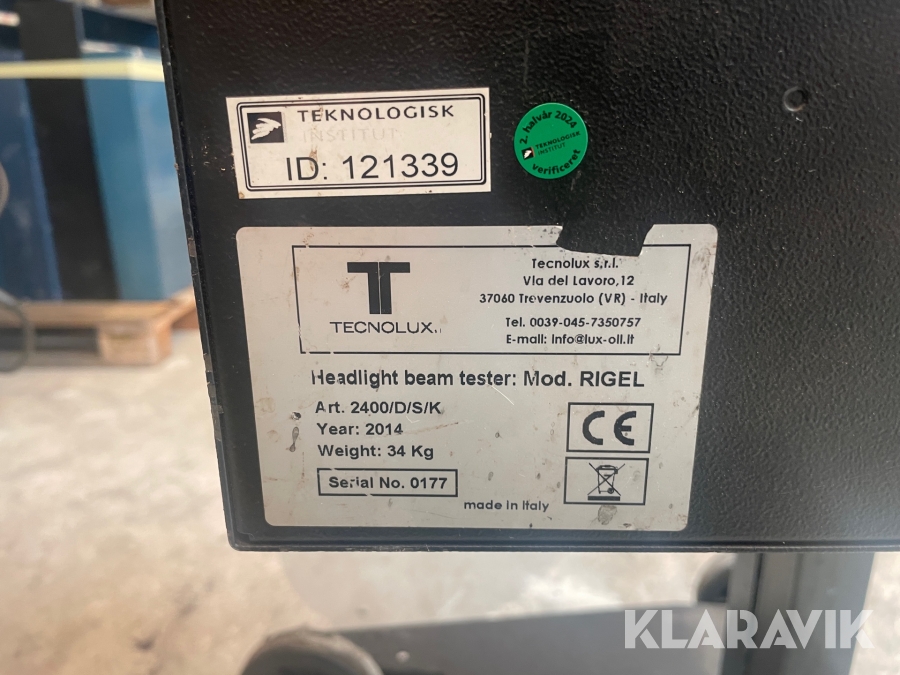 TEKNOLOGISK
INSTITUT
ID: 121339
2. halvår 2024
TEKNOLOGISK
INSTITUT
verificeret
TECNOLUX
Tecnolux s.r.l.
Via del Lavoro,12
37060 Trevenzuolo (VR) - Italy
Tel. 0039-045-7350757
E-mail: info@lux-oil.it
Headlight beam tester: Mod. RIGEL
Art. 2400/D/S/K
Year: 2014
Weight: 34 Kg
Serial No. 0177
CE
made in Italy
KLARAVIK